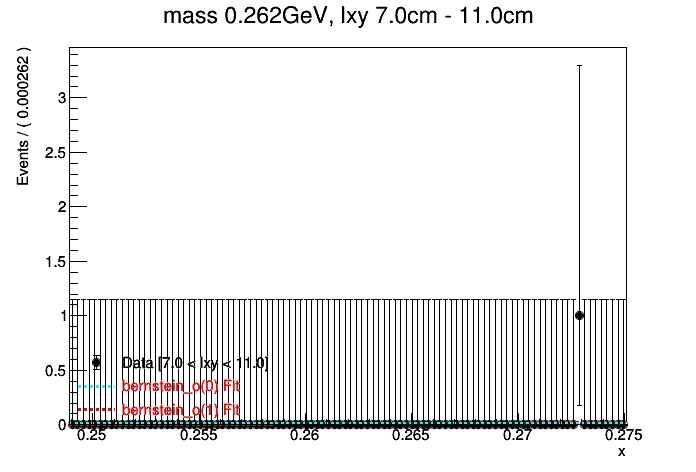 mass 0.262GeV, lxy 7.0cm - 11.0cm
Events / ( 0.000262 )
3
2.5
2
1.5
1
0.5
0
Data [7.0 < lxy < 11.0]
bernstein_o(0) Fit
bernstein_o(1) Fit
0.25 0.255 0.26 0.265 0.27 0.275
x